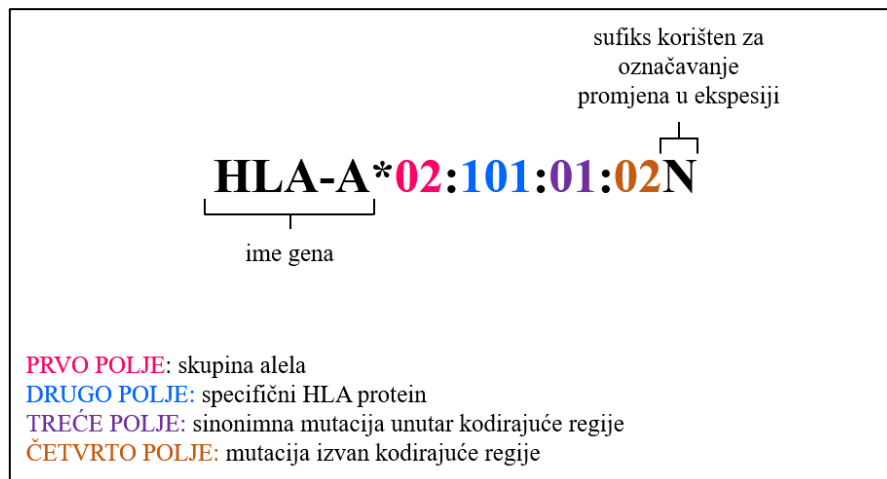 sufiks korišten za
označavanje
promjena u ekspesiji
HLA-A*02:101:01:02N
ime gena
PRVO POLJE: skupina alela
DRUGO POLJE: specifični HLA protein
TREĆE POLJE: sinonimna mutacija unutar kodirajuće regije
ČETVRTO POLJE: mutacija izvan kodirajuće regije